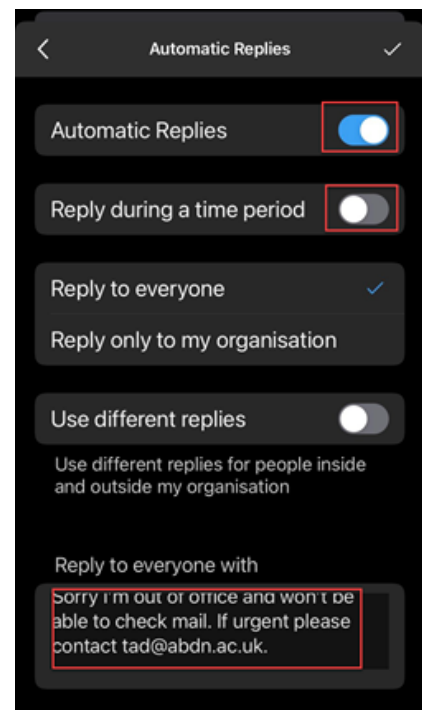 Automatic Replies
Automatic Replies
Reply during a time period
Reply to everyone
Reply only to my organisation
Use different replies
Use different replies for people inside
and outside my organisation
Reply to everyone with
Sorry I'm out of office and won't be
able to check mail. If urgent please
contact tad@abdn.ac.uk.